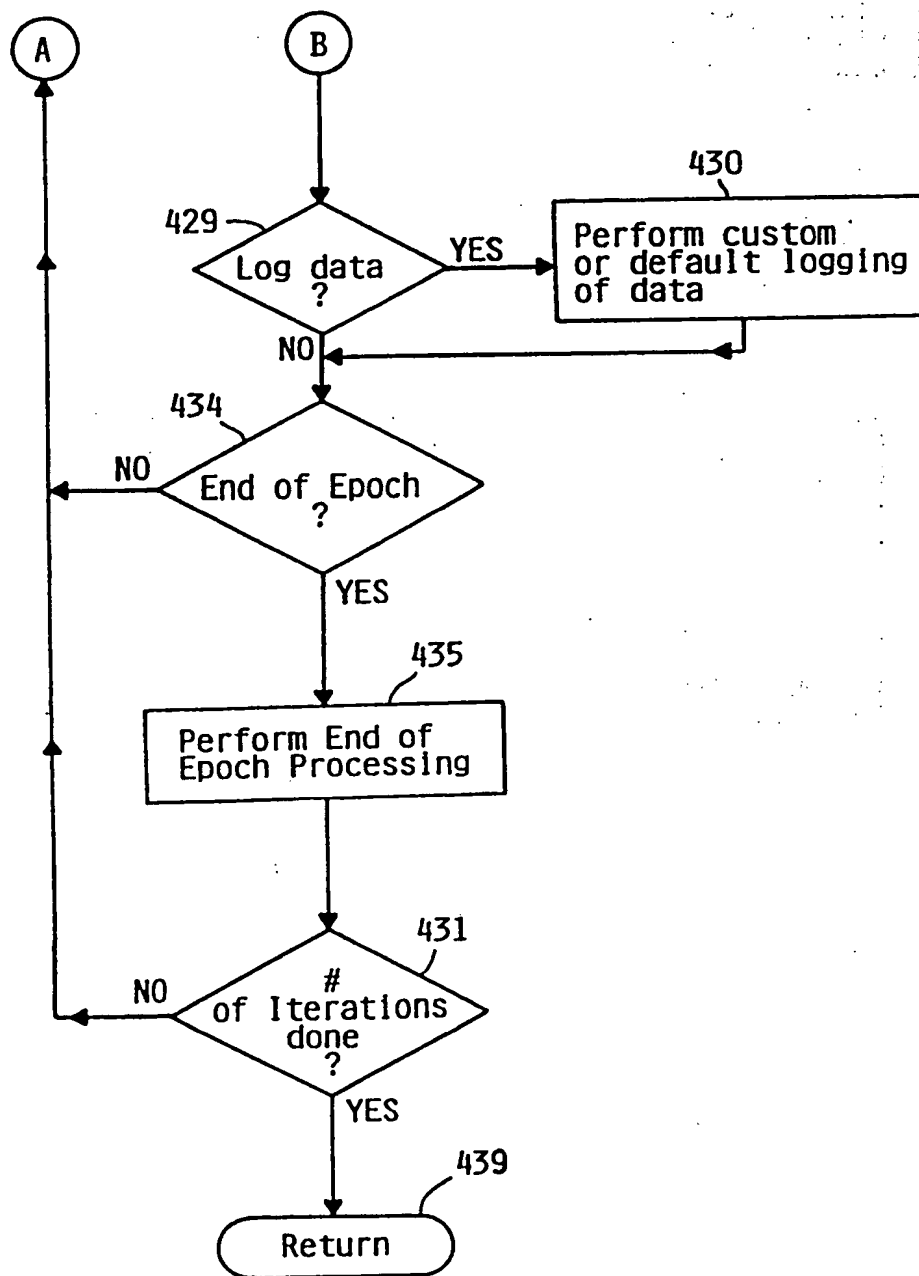 A
B
430
429
YES
Perform custom
or default logging
of data
Log data
?
NO
434
NO
End of Epoch
?
YES
435
Perform End of
Epoch Processing
431
NO
#
of Iterations
done
?
YES
439
Return